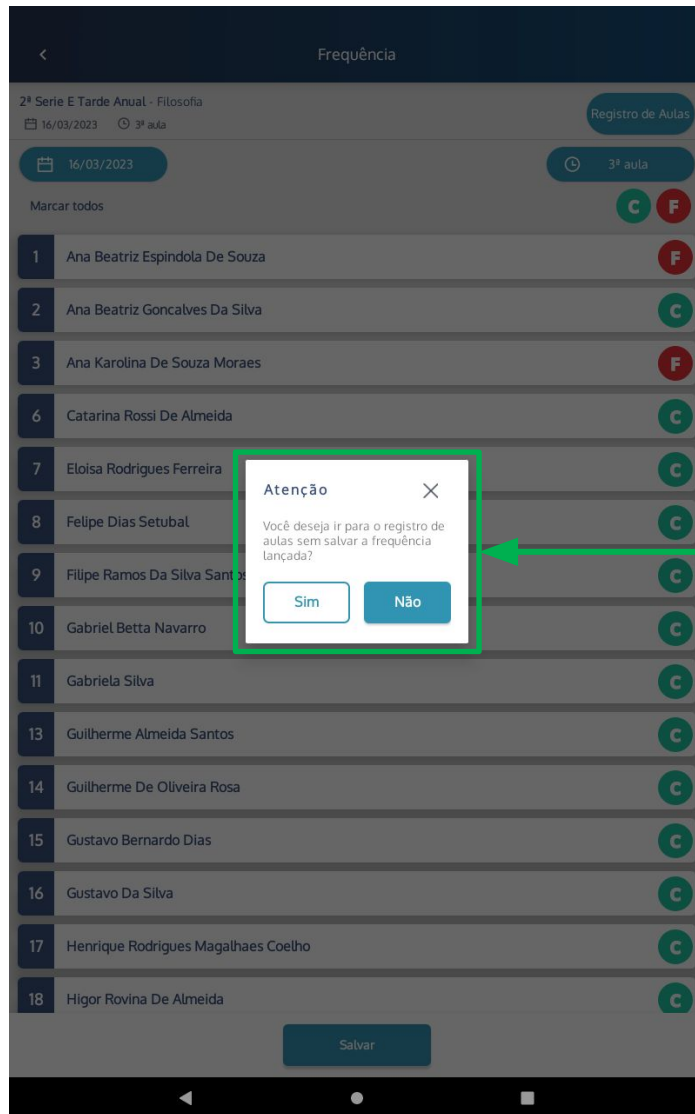 Frequência
2ª Serie E Tarde Anual - Filosofia
16/03/2023 3ª aula
Registro de Aulas
16/03/2023
3ª aula
Marcar todos
C F
1 Ana Beatriz Espindola De Souza F
2 Ana Beatriz Goncalves Da Silva C
3 Ana Karolina De Souza Moraes F
6 Catarina Rossi De Almeida C
7 Eloisa Rodrigues Ferreira C
8 Felipe Dias Setubal C
9 Filipe Ramos Da Silva Santos C
10 Gabriel Betta Navarro C
11 Gabriela Silva C
13 Guilherme Almeida Santos C
14 Guilherme De Oliveira Rosa C
15 Gustavo Bernardo Dias C
16 Gustavo Da Silva C
17 Henrique Rodrigues Magalhaes Coelho C
18 Higor Rovina De Almeida C
Atenção
Você deseja ir para o registro de
aulas sem salvar a frequência
lançada?
Sim Não
Salvar